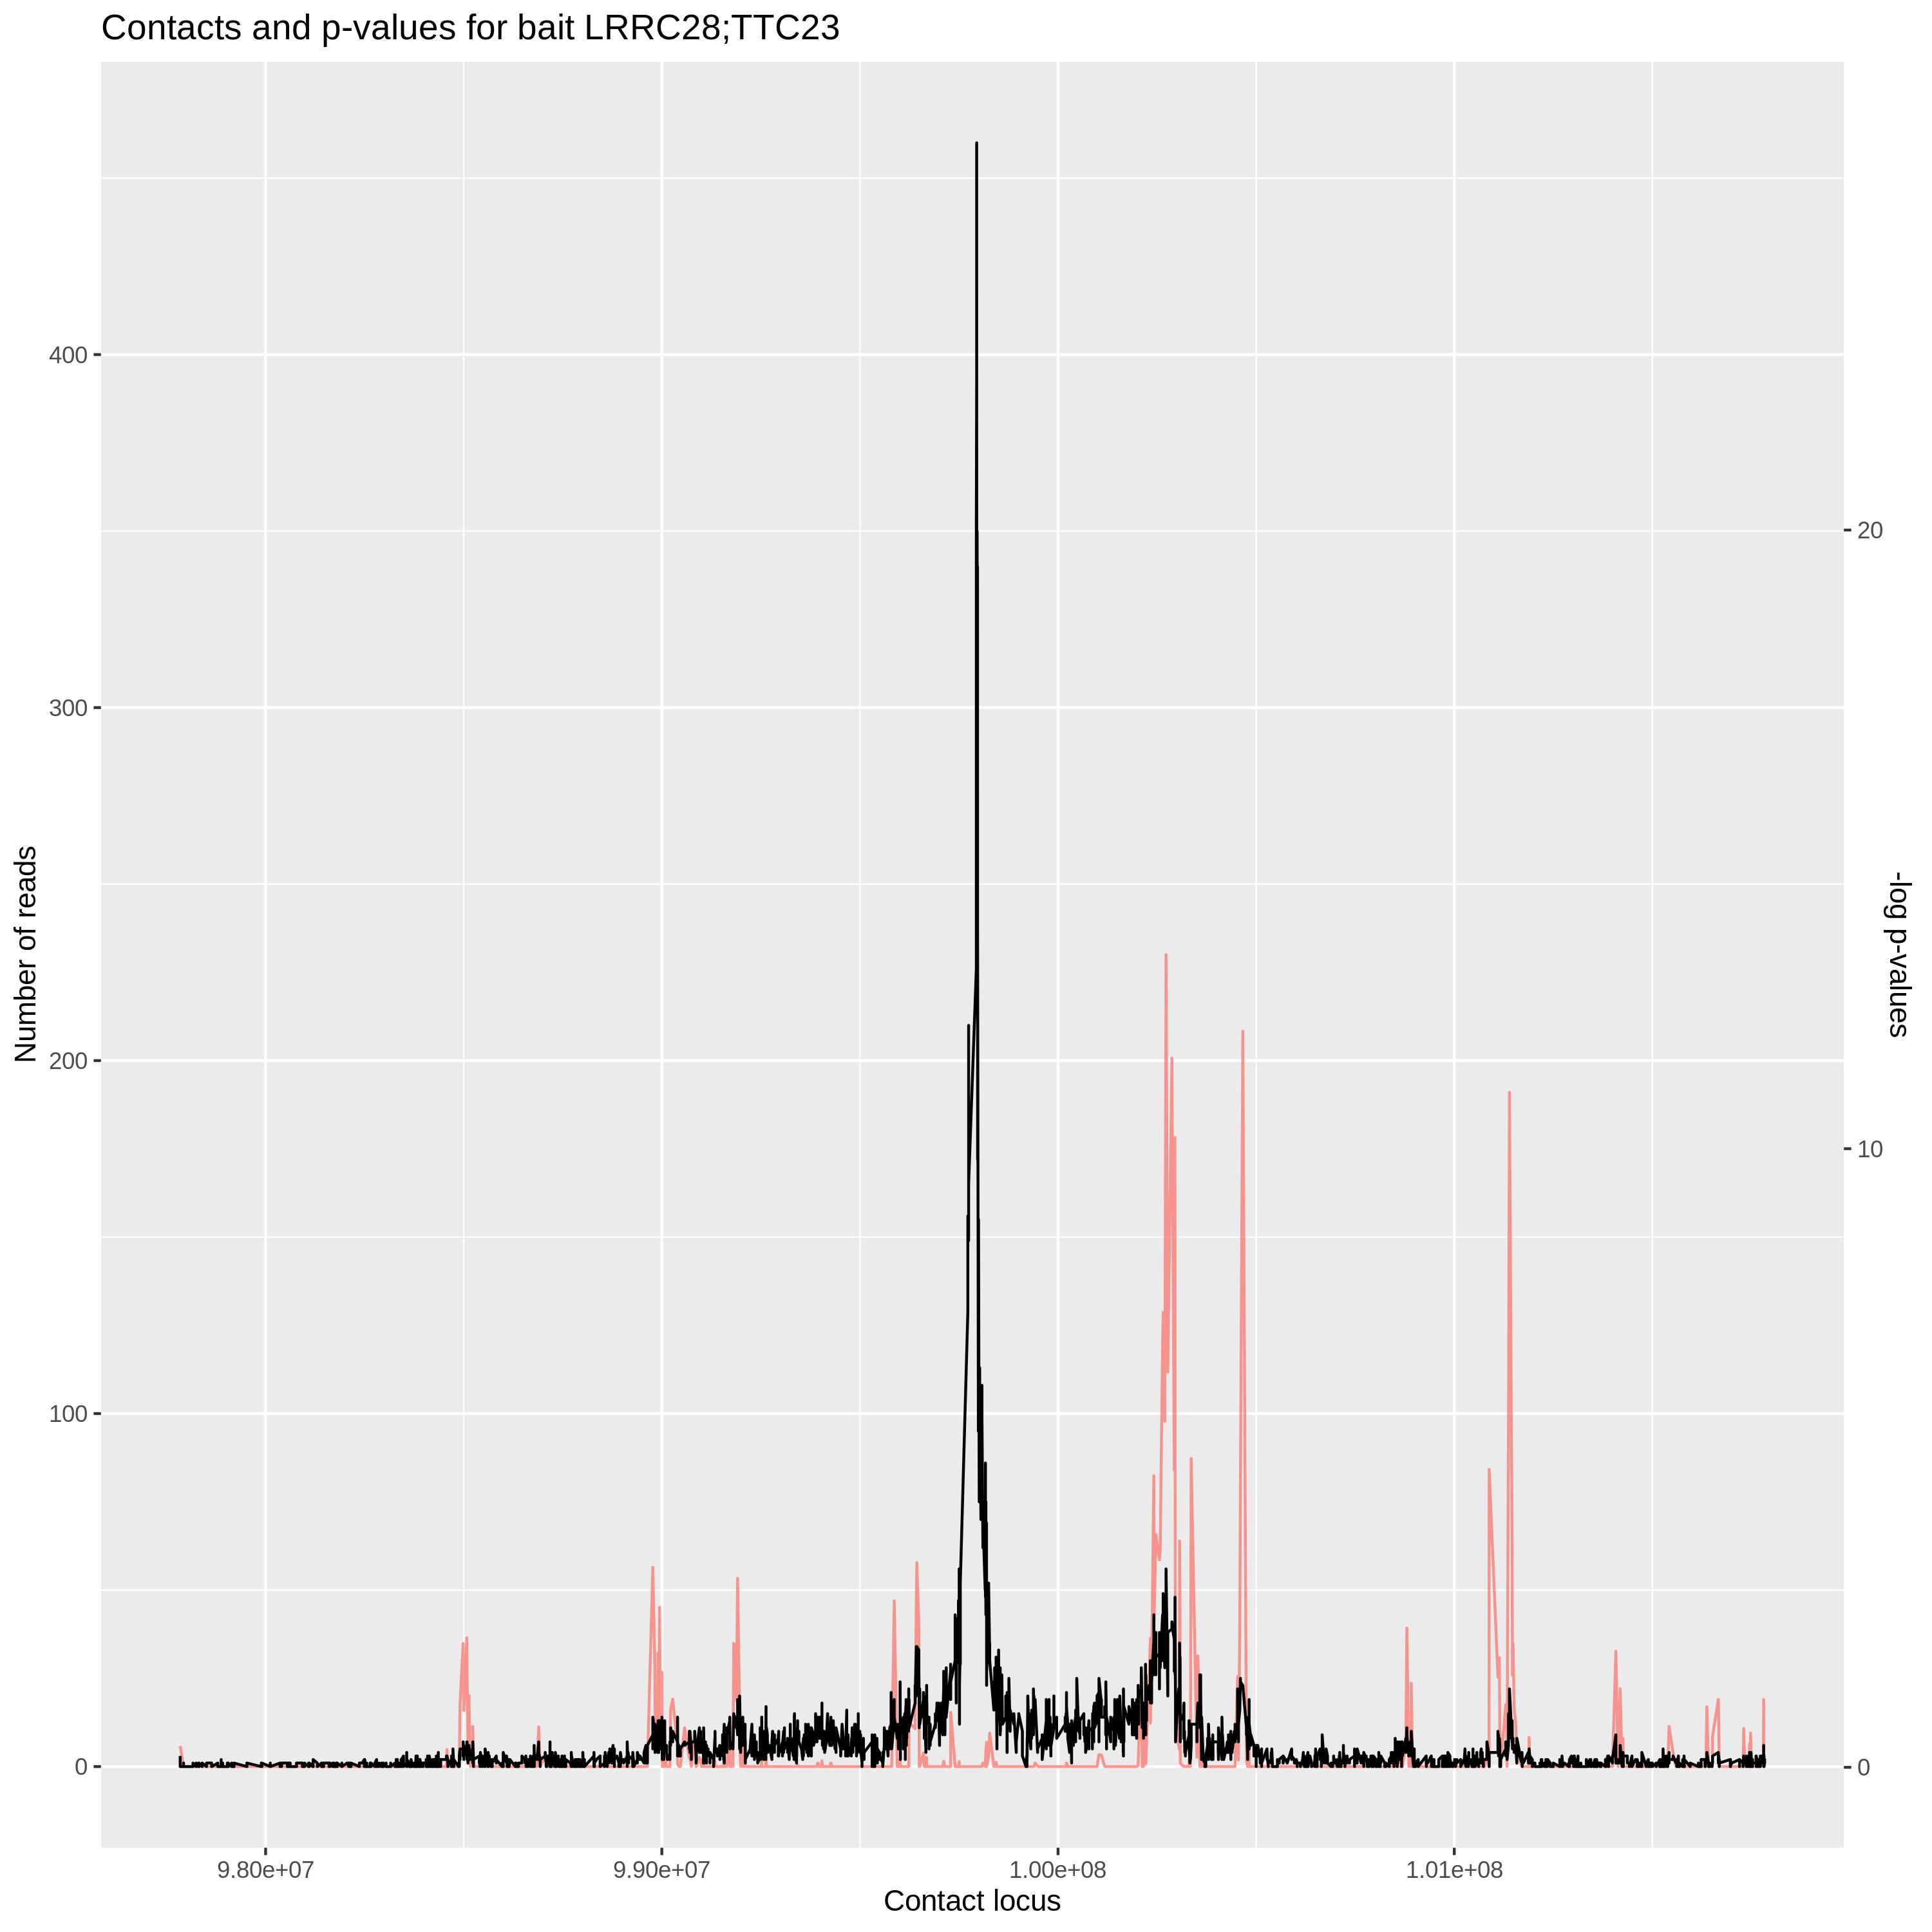 Contacts and p-values for bait LRRC28;TTC23
400
300
200
100
0
Number of reads
20
10
0
-log p-values
9.80e+07
9.90e+07
1.00e+08
1.01e+08
Contact locus